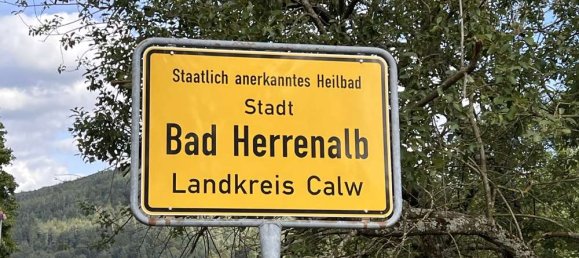 Staatlich anerkanntes Heilbad
Stadt
Bad Herrenalb
Landkreis Calw